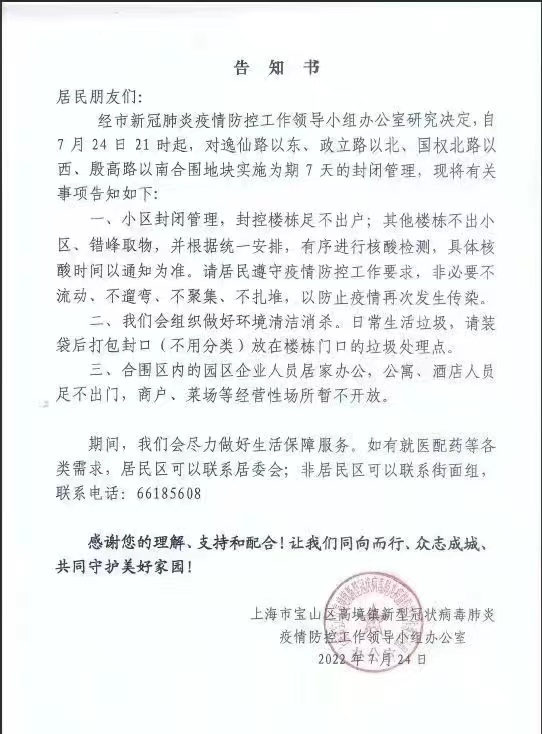 告知书
居民朋友们：
经市新冠肺炎疫情防控工作领导小组办公室研究决定，自
7月24日21时起，对逸仙路以东、政立路以北、国权北路以
西、殷高路以南合围地块实施为期7天的封闭管理，现将有关
事项告知如下：
一、小区封闭管理，封控楼栋足不出户；其他楼栋不出小
区、错峰取物，并根据统一安排，有序进行核酸检测，具体核
酸时间以通知为准。请居民遵守疫情防控工作要求，非必要不
流动、不遛弯、不聚集、不扎堆，以防止疫情再次发生传染。
二、我们会组织做好环境清洁消杀。日常生活垃圾，请装
袋后打包封口（不用分类）放在楼栋门口的垃圾处理点。
三、合围区内的园区企业人员居家办公，公寓、酒店人员
足不出门，商户、菜场等经营性场所暂不开放。
期间，我们会尽力做好生活保障服务。如有就医配药等各
类需求，居民区可以联系居委会；非居民区可以联系街面组，
联系电话：66185608
感谢您的理解、支持和配合！让我们同向而行、众志成城、
共同守护美好家园！
上海市宝山区高境镇新型冠状病毒肺炎
疫情防控工作领导小组办公室
2022年7月24日
办公室